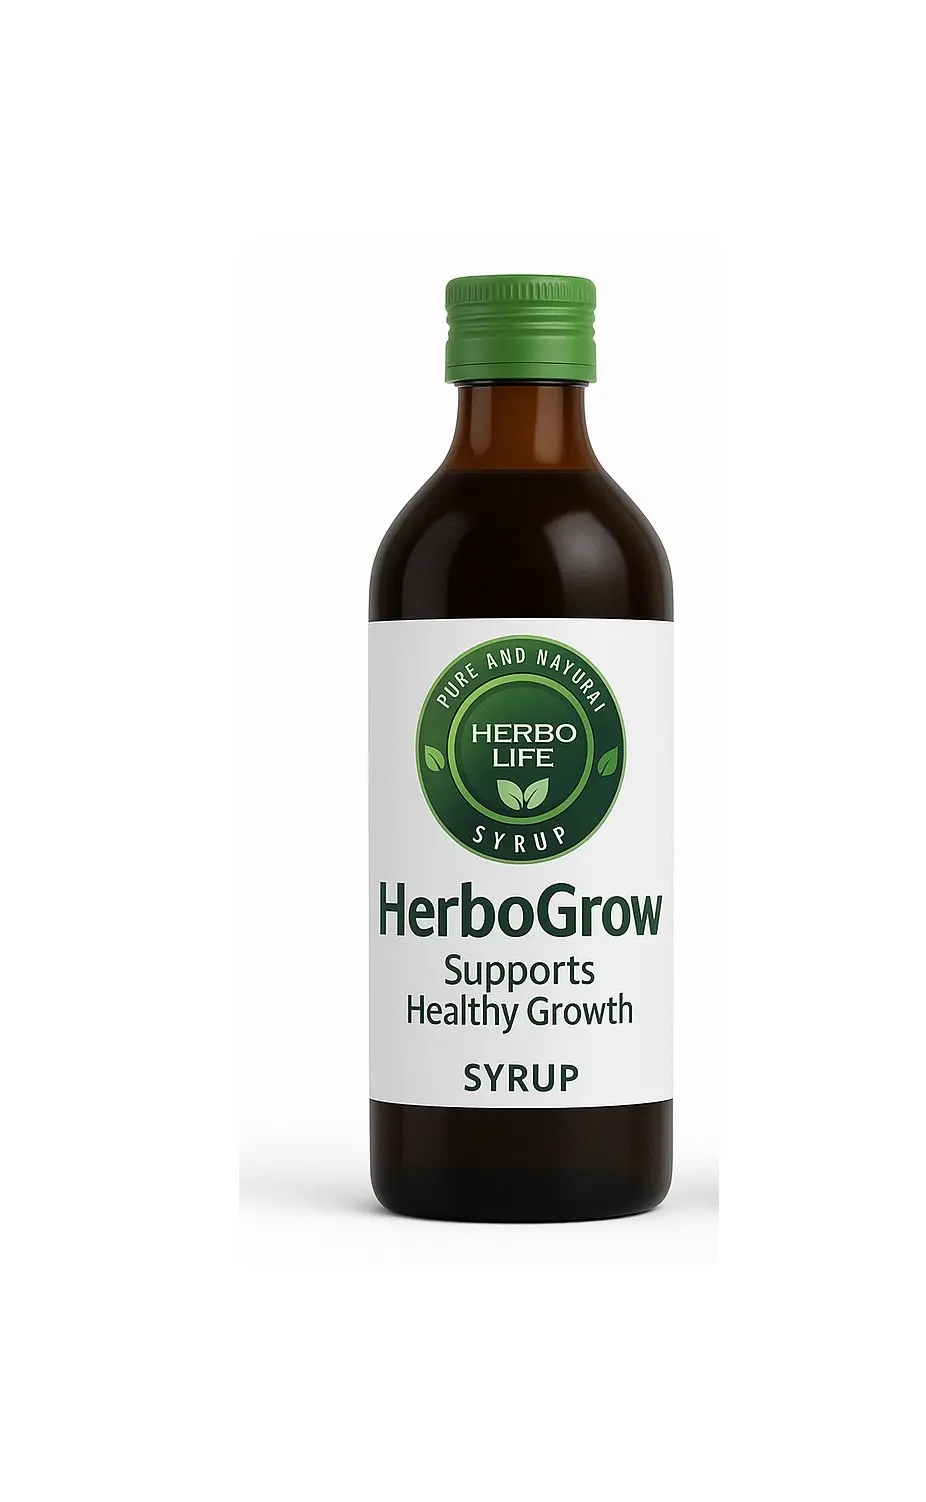 PURE AND NAYURAI
HERBO
LIFE
SYRUP
HerboGrow
Supports
Healthy Growth
SYRUP